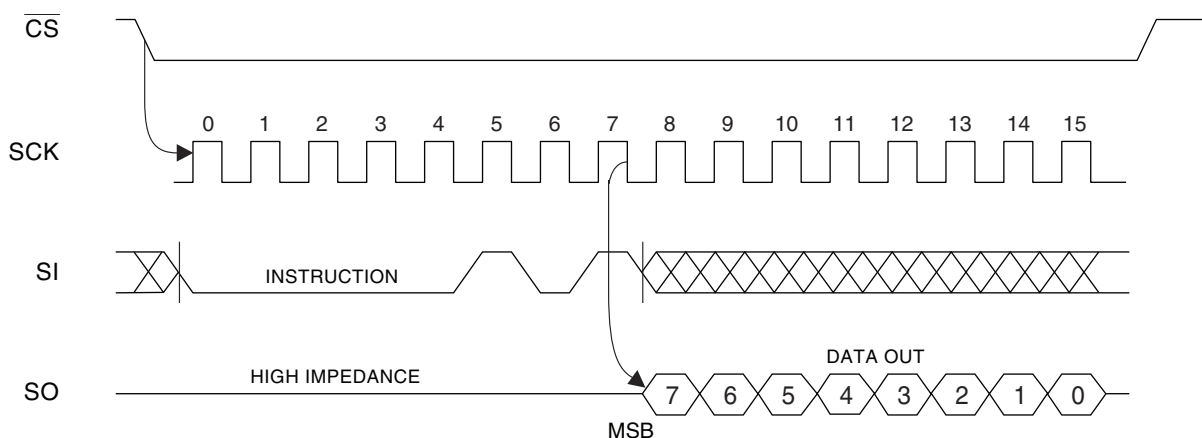 C̅S̅
0 1 2 3 4 5 6 7 8 9 10 11 12 13 14 15
SCK
SI
INSTRUCTION
DATA OUT
HIGH IMPEDANCE
SO
7 6 5 4 3 2 1 0
MSB